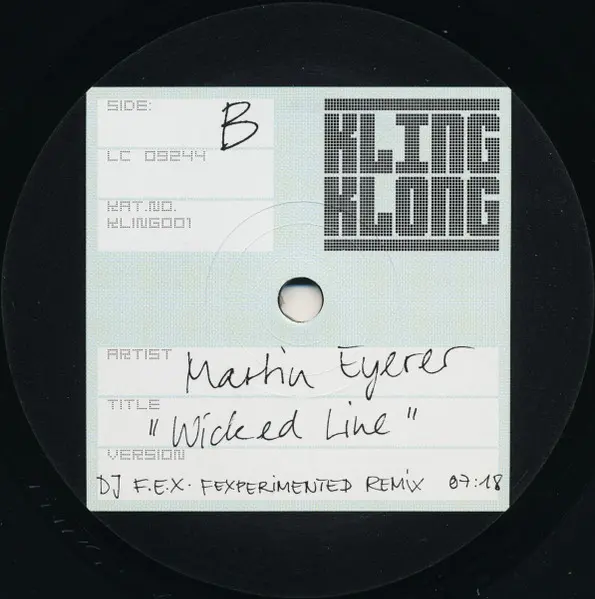 SIDE: B
LC 09244
KAT.NO.
KLING001
KLING
KLONG
ARTIST Martin Eyerer
TITLE
"Wicked Line"
VERSION
DJ F.E.X. FEXPERiMENTED REMiX 07:18